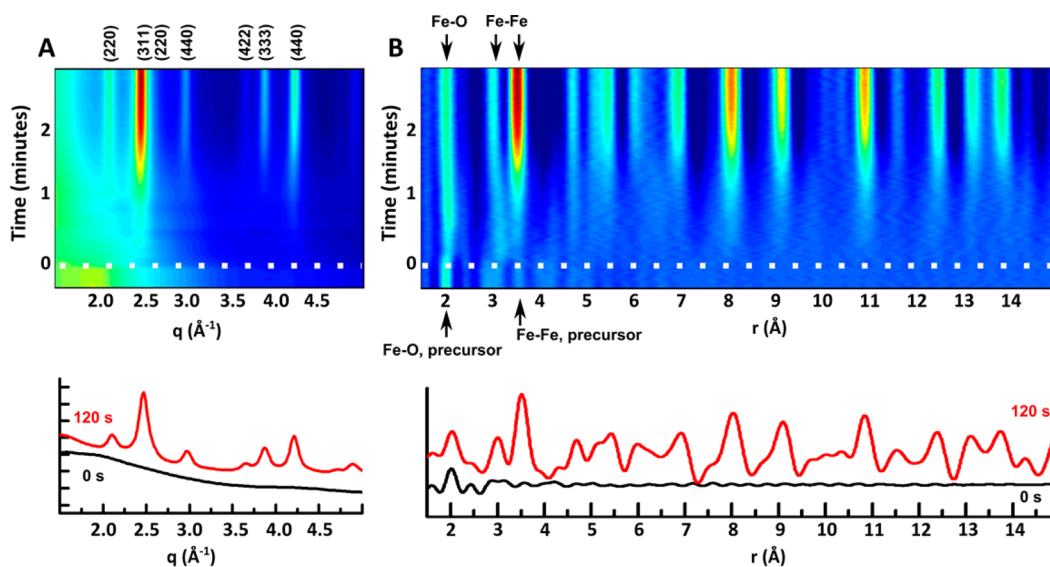 A
(220)
(311)
(220)
(440)
(422)
(333)
(440)
Time (minutes)
2
1
0
2.0 2.5 3.0 3.5 4.0 4.5
q (Å-1)
B
Fe-O Fe-Fe
Time (minutes)
2
1
0
2 3 4 5 6 7 8 9 10 11 12 13 14
r (Å)
Fe-O, precursor
Fe-Fe, precursor
120 s
0 s
2.0 2.5 3.0 3.5 4.0 4.5
q (Å-1)
120 s
0 s
2 3 4 5 6 7 8 9 10 11 12 13 14
r (Å)